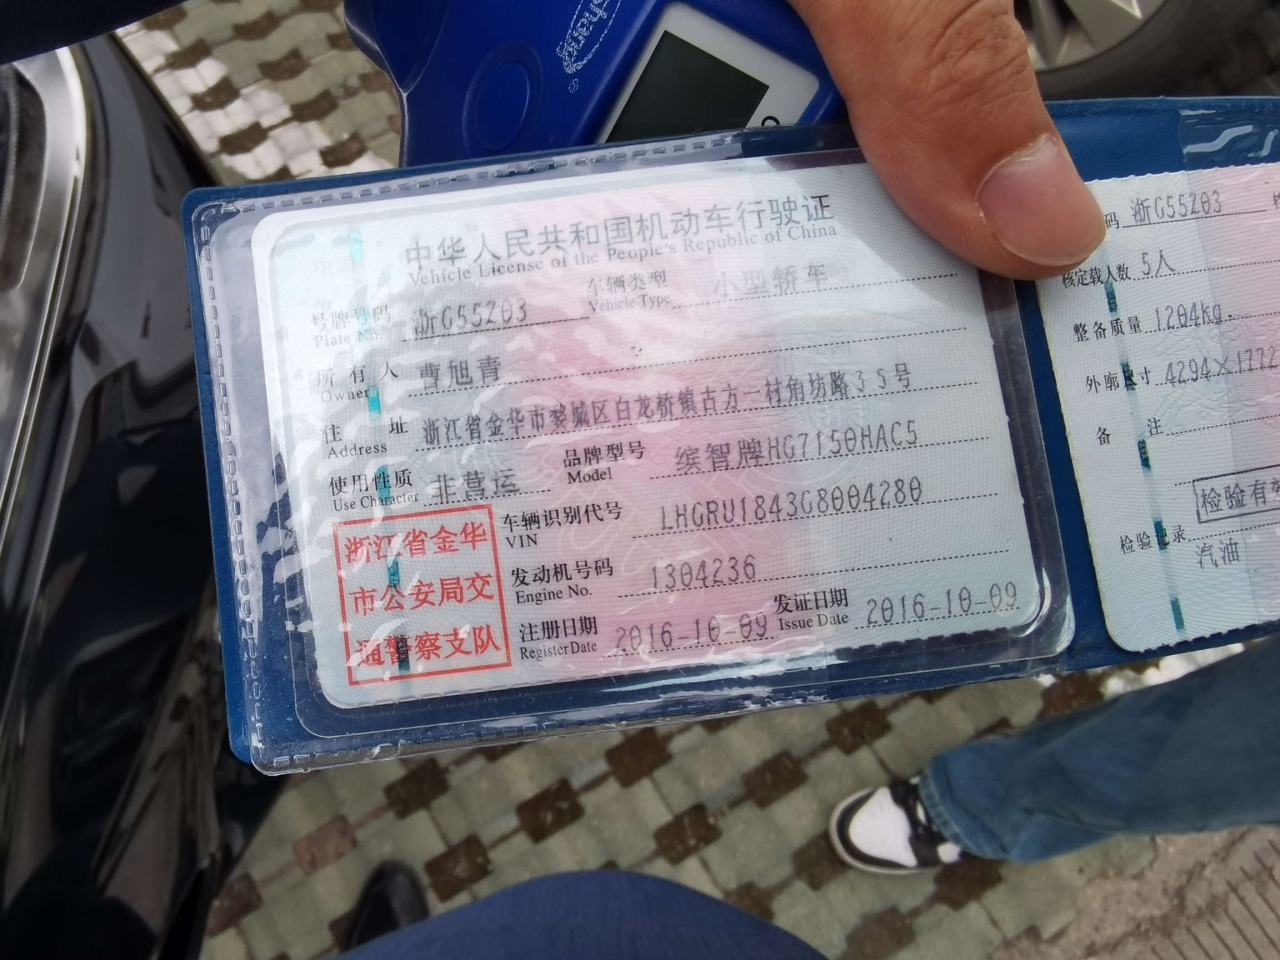 中华人民共和国机动车行驶证
Vehicle License of the People's Republic of China
号牌号码 浙G55Z03 车辆类型 小型轿车
Plate No. Vehicle Type
所有人 曹旭青
Owner
住址 浙江省金华市婺城区白龙桥镇古方一村角坊路35号
Address
使用性质 非营运 品牌型号 缤智牌HG7150HAC5
Use Character Model
浙江省金华
市公安局交
通警察支队
车辆识别代号 LHGRU1843G8004280
VIN
发动机号码 1304236
Engine No.
注册日期 2016-10-09 发证日期 2016-10-09
Register Date Issue Date
码 浙G55Z03
核定载人数 5人
整备质量 1204kg
外廓尺寸 4294×1772
备注
检验有效
检验记录
汽油